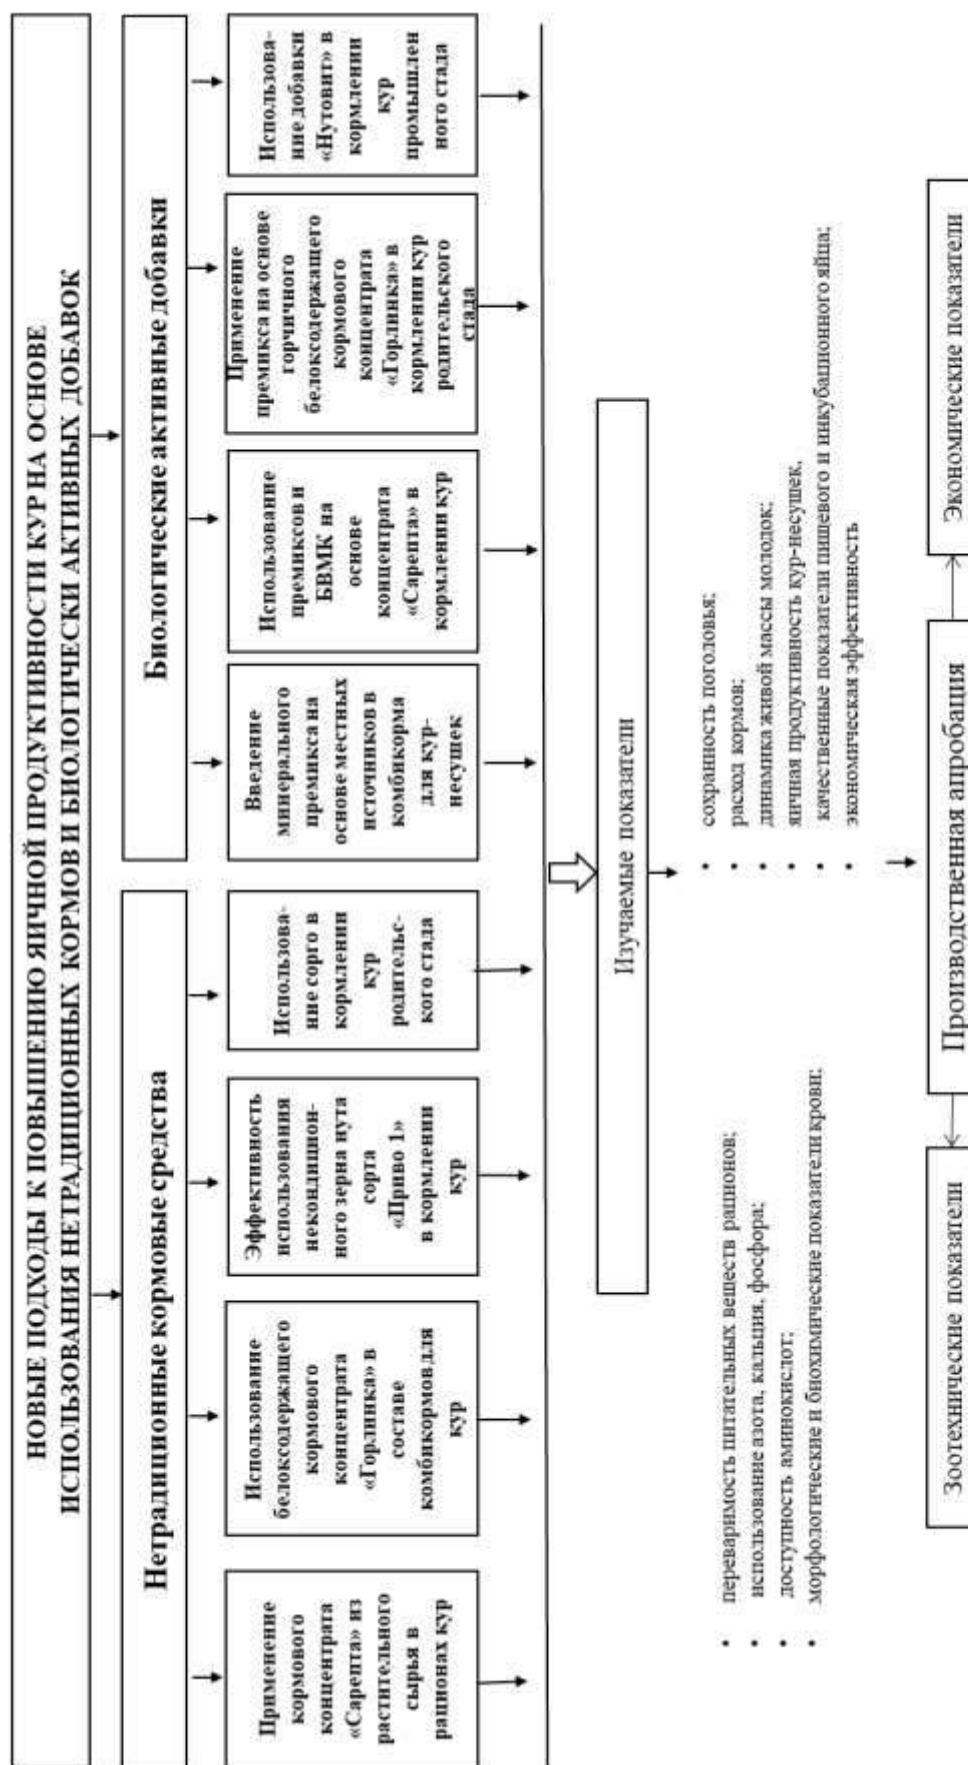 НОВЫЕ ПОДХОДЫ К ПОВЫШЕНИЮ ЯИЧНОЙ ПРОДУКТИВНОСТИ КУР НА ОСНОВЕ
ИСПОЛЬЗОВАНИЯ НЕТРАДИЦИОННЫХ КОРМОВ И БИОЛОГИЧЕСКИ АКТИВНЫХ ДОБАВОК
Нетрадиционные кормовые средства
Биологические активные добавки
Применение
кормового
концентрата
«Сарепта» из
растительного
сырья в
рационах кур
Использование
белоксодержащего
кормового
концентрата
«Горлинка» в
составе
комбикормов для
кур
Эффективность
использования
некондицион-
ного зерна нута
сорта
«Приво 1»
в кормлении
кур
Использова-
ние сорго в
кормлении
кур
родительс-
кого стада
Введение
минерального
премикса на
основе местных
источников в
комбикорма
для кур-
несушек
Использование
премиксов и
БВМК на
основе
концентрата
«Сарепта» в
кормлении кур
Применение
премикса на основе
горчичного
белоксодержащего
кормового
концентрата
«Горлинка» в
кормлении кур
родительского
стада
Использова-
ние добавки
«Нутовит» в
кормлении
кур
промышлен
ного стада
Изучаемые показатели
• переваримость питательных веществ рационов;
• использование азота, кальция, фосфора;
• доступность аминокислот;
• морфологические и биохимические показатели крови;
• сохранность поголовья;
• расход кормов;
• динамика живой массы молодок;
• яичная продуктивность кур-несушек,
• качественные показатели пищевого и инкубационного яйца;
• экономическая эффективность
Зоотехнические показатели
Производственная апробация
Экономические показатели